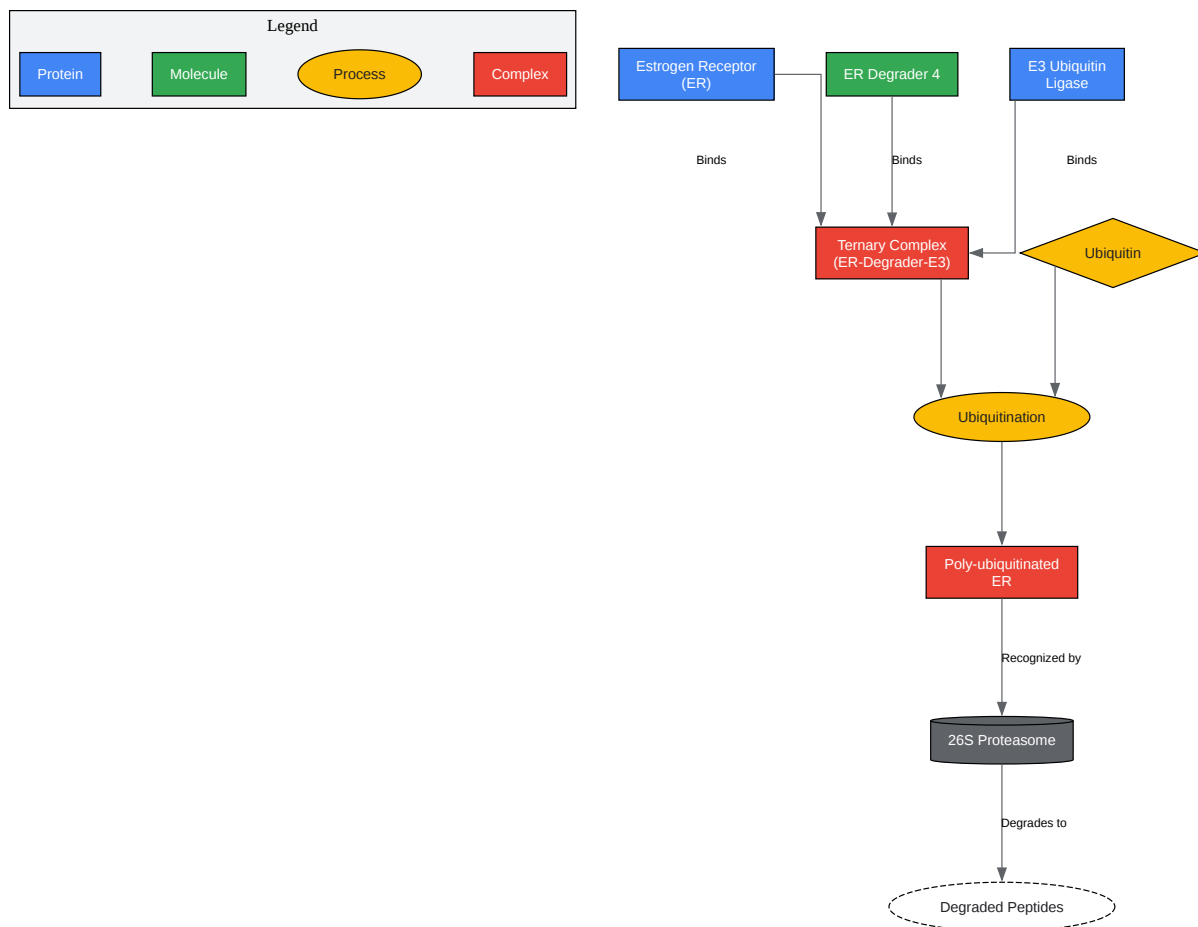 Legend
Protein
Molecule
Process
Complex
Estrogen Receptor
(ER)
ER Degrader 4
E3 Ubiquitin
Ligase
Binds
Binds
Binds
Ternary Complex
(ER-Degrader-E3)
Ubiquitin
Ubiquitination
Poly-ubiquitinated
ER
Recognized by
26S Proteasome
Degrades to
Degraded Peptides